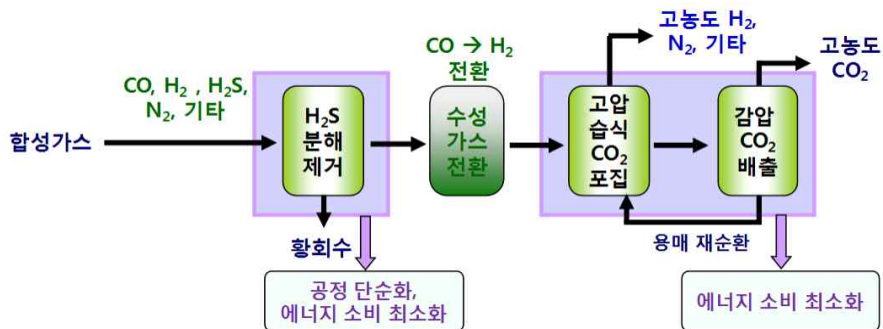 합성가스
CO, H₂ , H₂S,
N₂, 기타
H₂S
분해
제거
황회수
공정 단순화,
에너지 소비 최소화
CO → H₂
전환
수성
가스
전환
고압
습식
CO₂
포집
고농도 H₂,
N₂, 기타
감압
CO₂
배출
고농도
CO₂
용매 재순환
에너지 소비 최소화